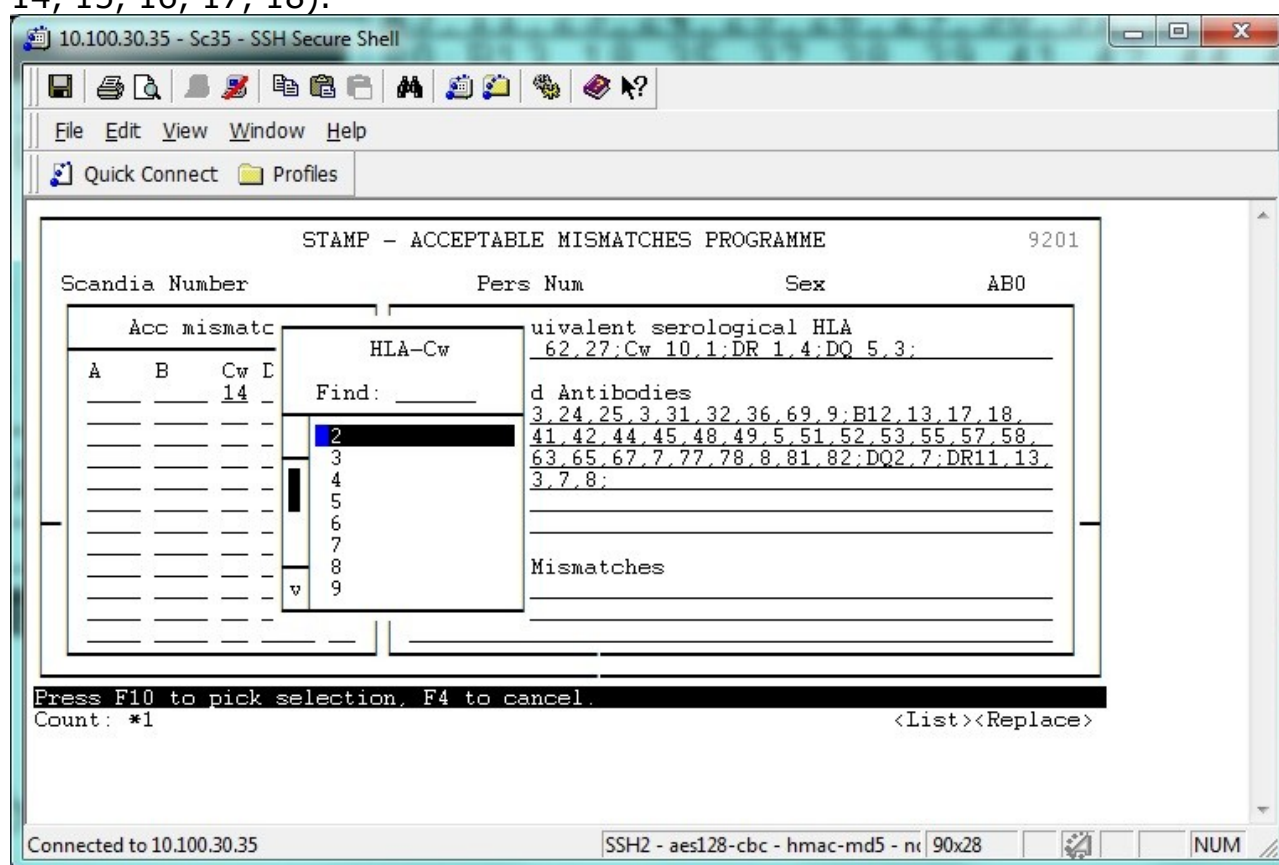 14, 15, 16, 17, 18).
10.100.30.35 - Sc35 - SSH Secure Shell
File Edit View Window Help
Quick Connect Profiles
STAMP – ACCEPTABLE MISMATCHES PROGRAMME 9201
Scandia Number Pers Num Sex AB0
Acc mismatc uivalent serological HLA
HLA–Cw 62,27;Cw 10,1;DR 1,4;DQ 5,3;
A B Cw D
14 Find: d Antibodies
3,24,25,3,31,32,36,69,9;B12,13,17,18,
2 41,42,44,45,48,49,5,51,52,53,55,57,58,
3 63,65,67,7,77,78,8,81,82;DQ2,7;DR11,13,
4 3,7,8;
5
6
7
8 Mismatches
v 9
Press F10 to pick selection, F4 to cancel.
Count: *1 <List><Replace>
Connected to 10.100.30.35 SSH2 - aes128-cbc - hmac-md5 - 90x28 NUM